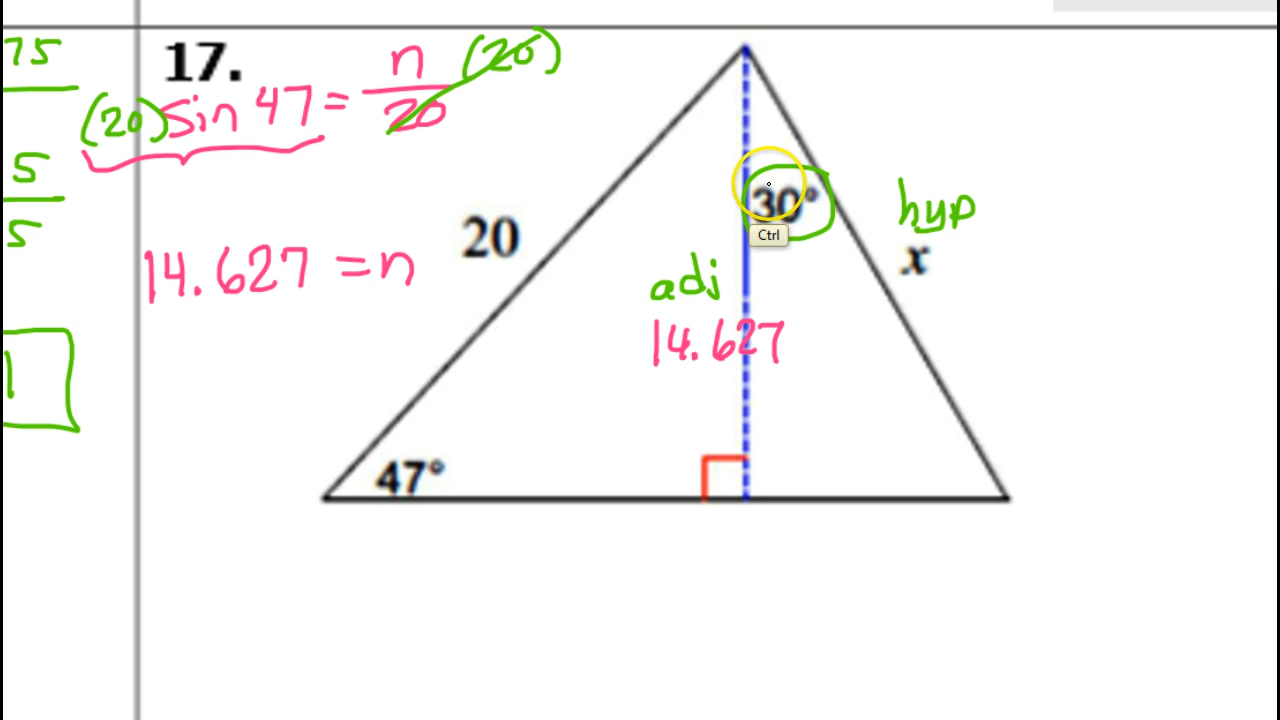 75
17.
n (20)
(20) sin 47 = 20
5
5
30°
hyp
Ctrl
20
x
14.627 = n
adj
14.627
1
47°